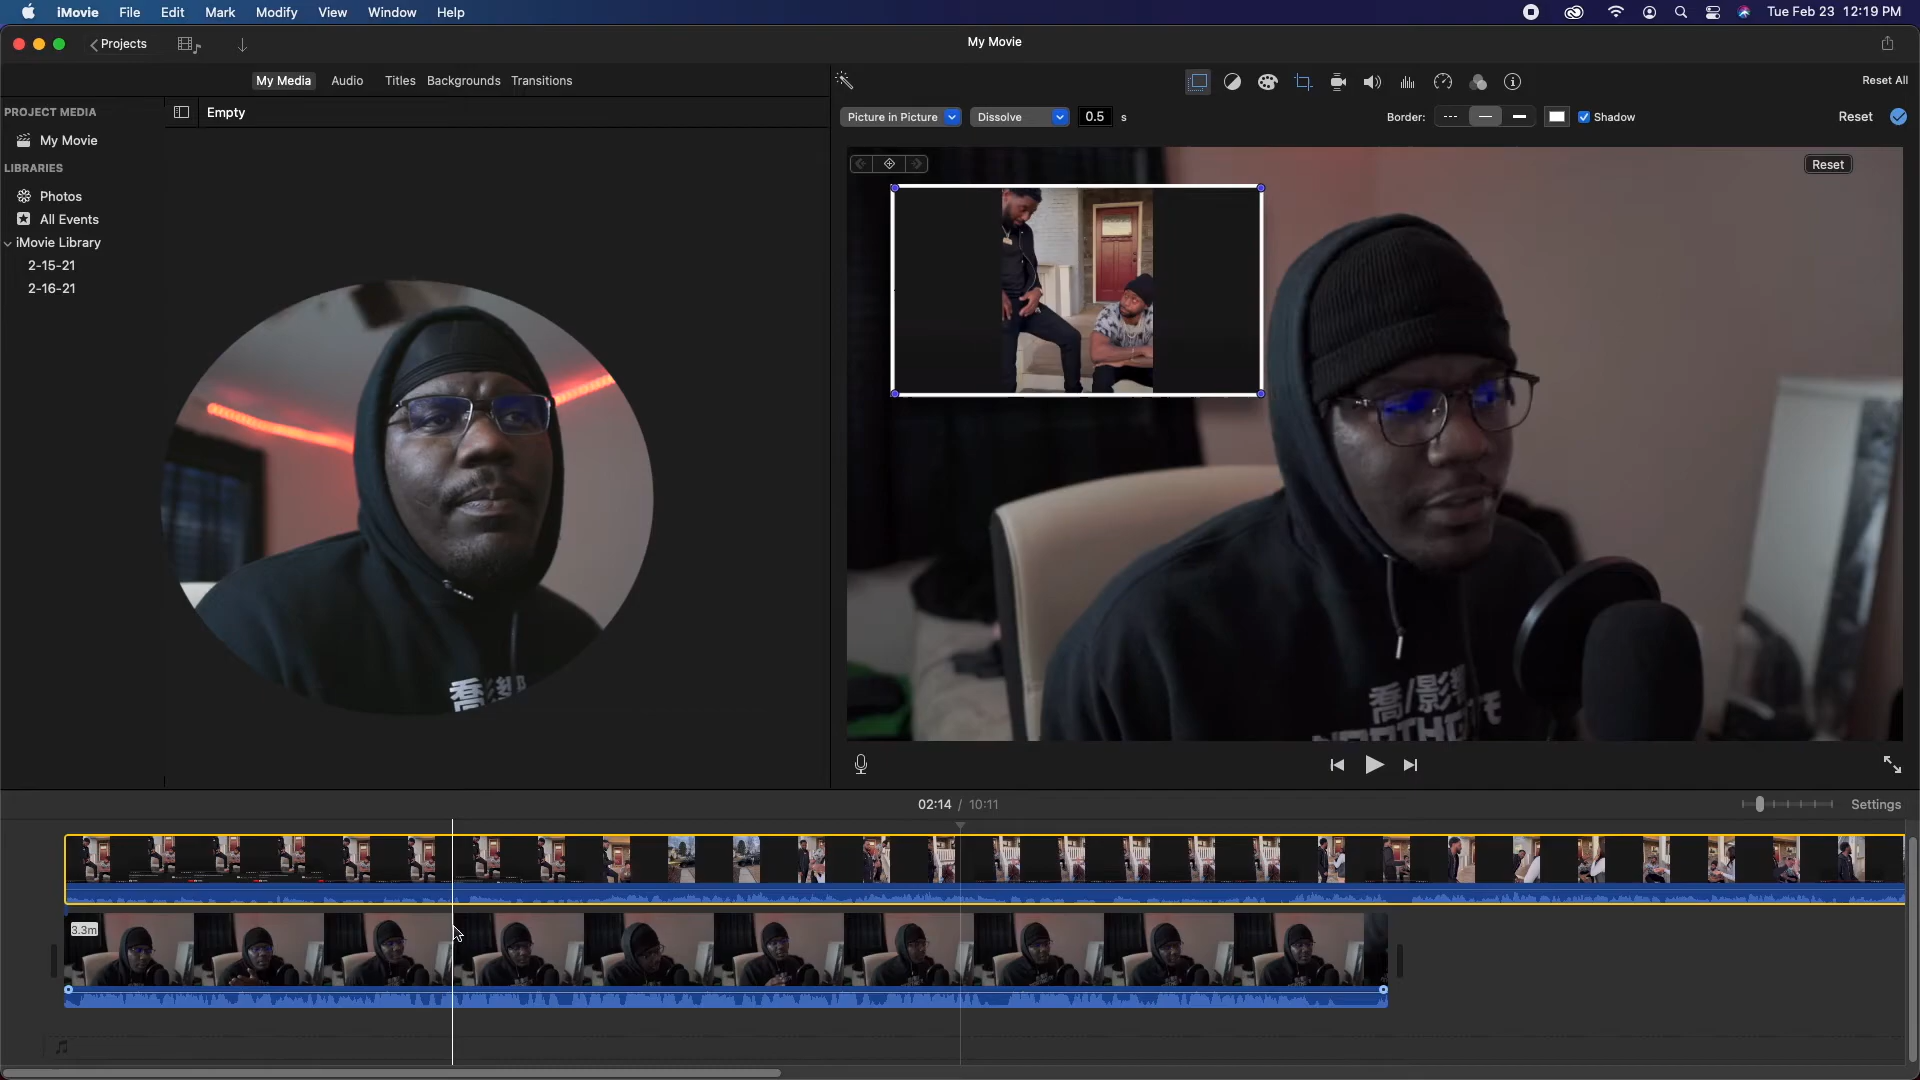 iMovie File Edit Mark Modify View Window Help
Tue Feb 23 12:19 PM
Projects
My Movie
My Media Audio Titles Backgrounds Transitions
Reset All
PROJECT MEDIA
Empty
Picture in Picture
Dissolve
0.5 s
Border:
Shadow
Reset
My Movie
LIBRARIES
Photos
All Events
iMovie Library
2-15-21
2-16-21
Reset
喬/影響
02:14 / 10:11
Settings
3.3m